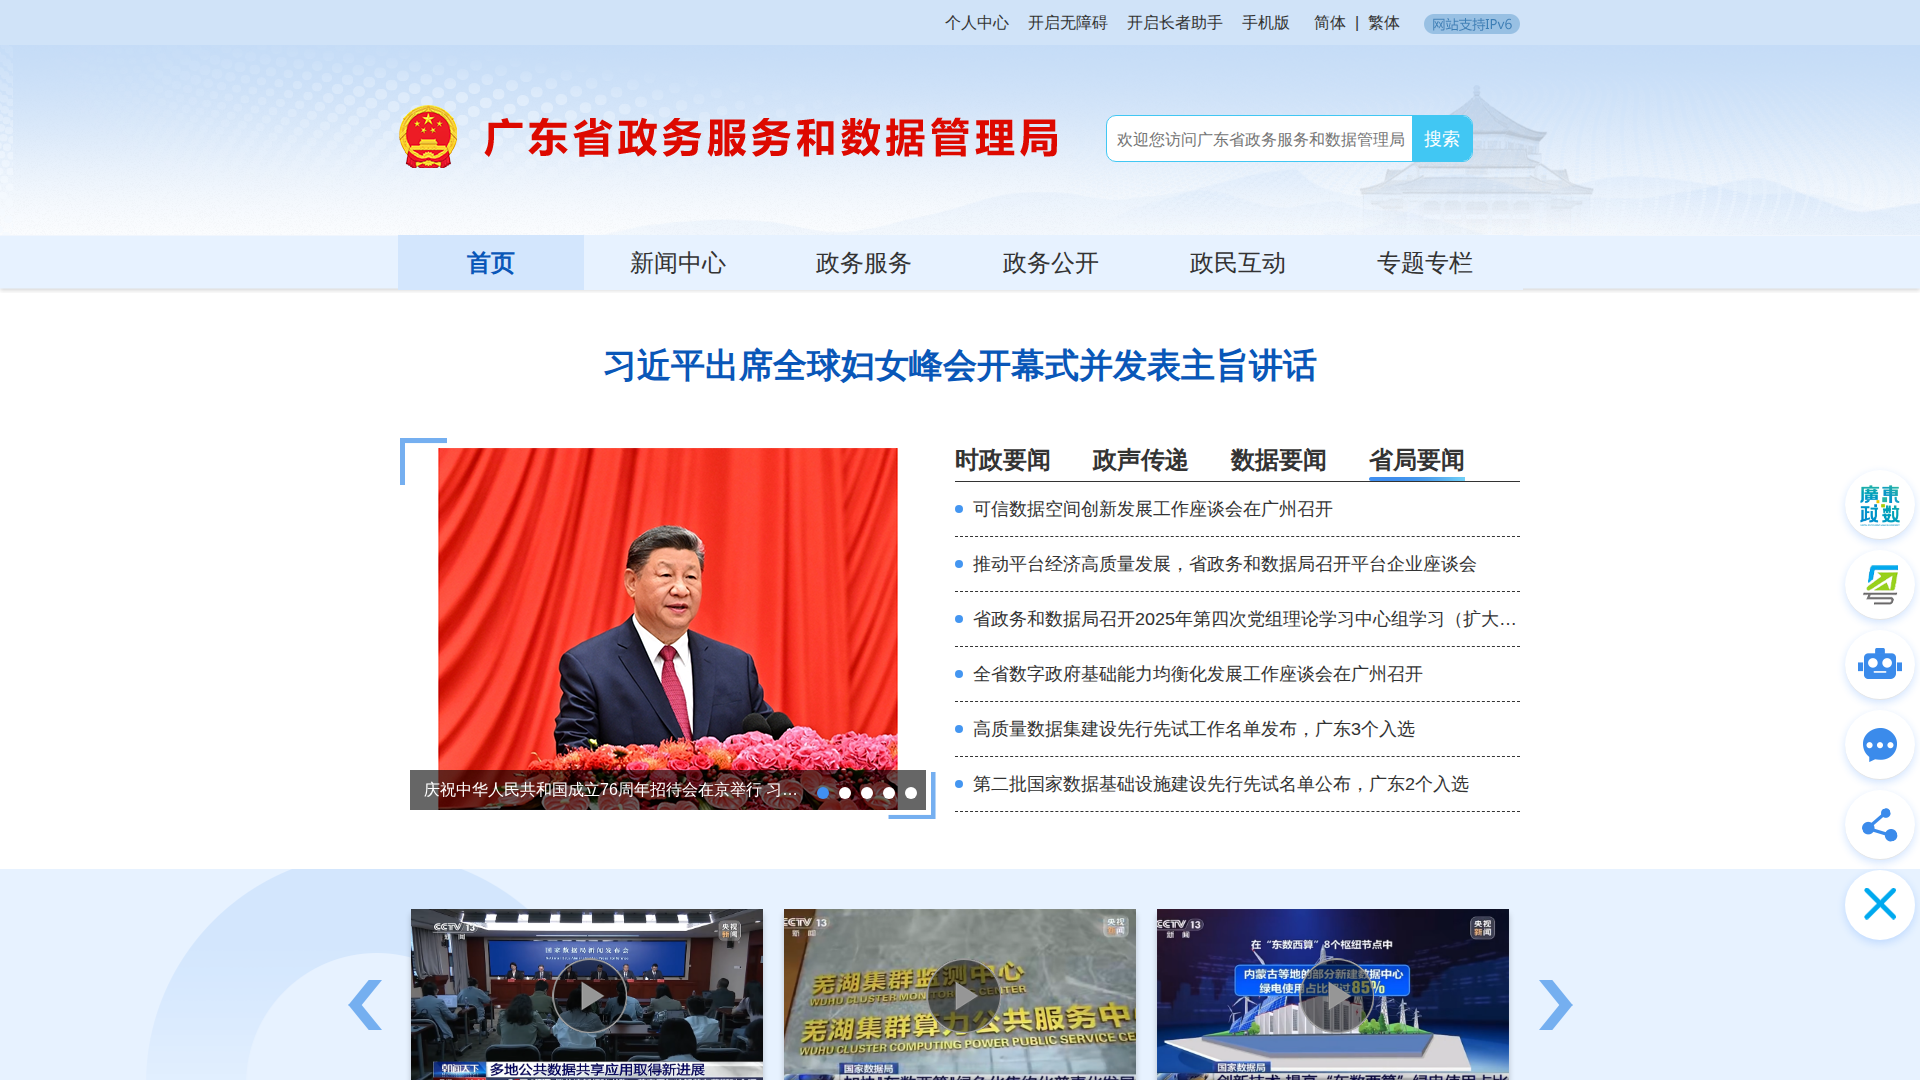 个人中心 开启无障碍 开启长者助手 手机版 简体 | 繁体 网站支持IPv6
广东省政务服务和数据管理局
欢迎您访问广东省政务服务和数据管理局 搜索
首页 新闻中心 政务服务 政务公开 政民互动 专题专栏
习近平出席全球妇女峰会开幕式并发表主旨讲话
时政要闻 政声传递 数据要闻 省局要闻
可信数据空间创新发展工作座谈会在广州召开
推动平台经济高质量发展，省政务和数据局召开平台企业座谈会
省政务和数据局召开2025年第四次党组理论学习中心组学习（扩大…
全省数字政府基础能力均衡化发展工作座谈会在广州召开
高质量数据集建设先行先试工作名单发布，广东3个入选
第二批国家数据基础设施建设先行先试名单公布，广东2个入选
庆祝中华人民共和国成立76周年招待会在京举行 习…
廣東
政数
CCTV 13
新闻
央视
新闻
国家数据局新闻发布会
朝闻天下 多地公共数据共享应用取得新进展
CCTV 13
新闻
央视
新闻
芜湖集群监测中心
WUHU CLUSTER MONITORING CENTER
芜湖集群算力公共服务中
WUHU CLUSTER COMPUTING POWER PUBLIC SERVICE CE
国家数据局
CCTV 13
新闻
央视
新闻
在“东数西算”8个枢纽节点中
内蒙古等地的部分新建数据中心
绿电使用占比超过85%
国家数据局